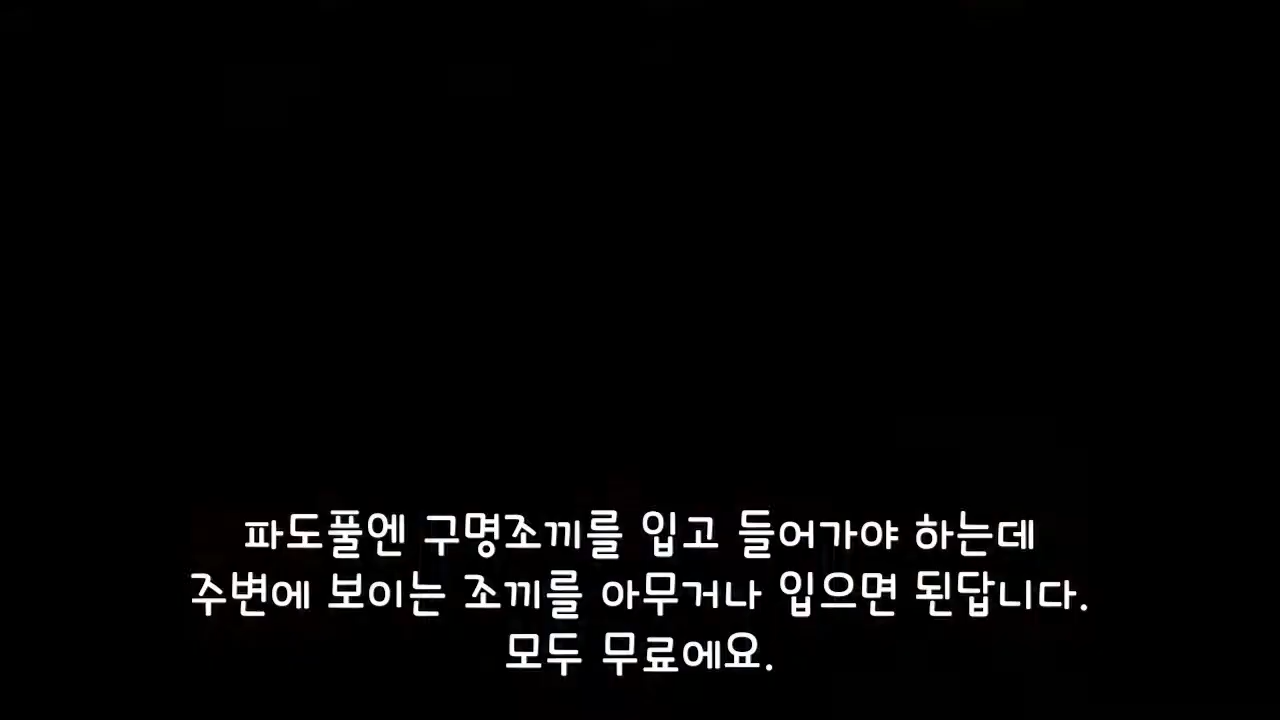 파도풀엔 구명조끼를 입고 들어가야 하는데
주변에 보이는 조끼를 아무거나 입으면 된답니다.
모두 무료에요.